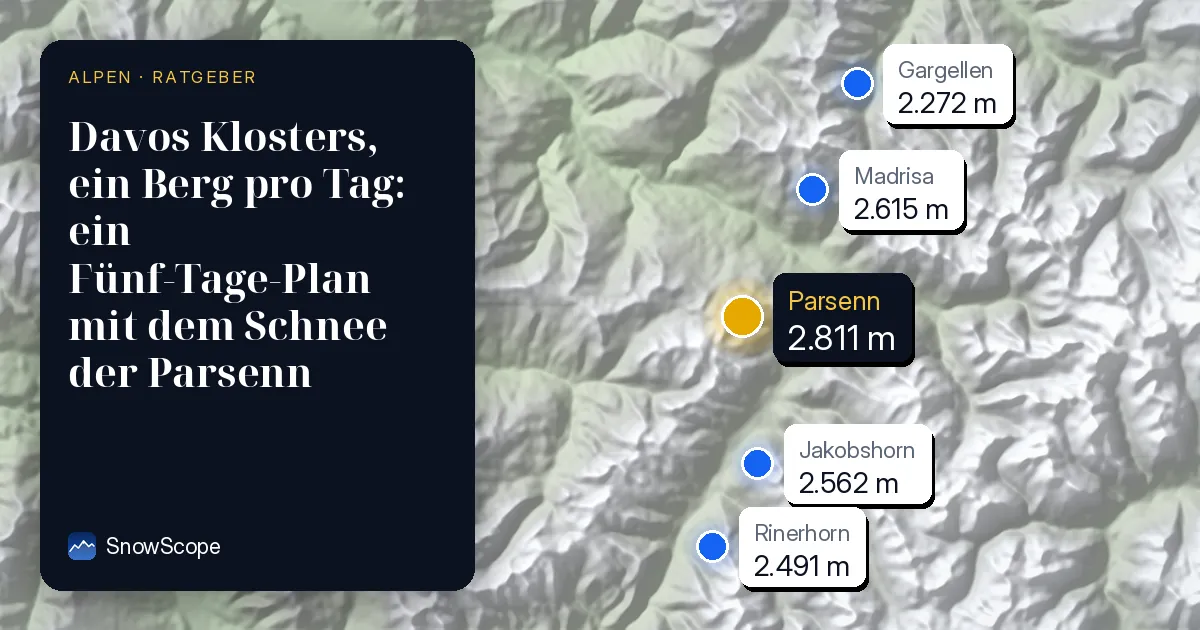 ALPEN · RATGEBER
Davos Klosters,
ein Berg pro Tag:
ein
Fünf-Tage-Plan
mit dem Schnee
der Parsenn
SnowScope
Gargellen
2.272 m
Madrisa
2.615 m
Parsenn
2.811 m
Jakobshorn
2.562 m
Rinerhorn
2.491 m